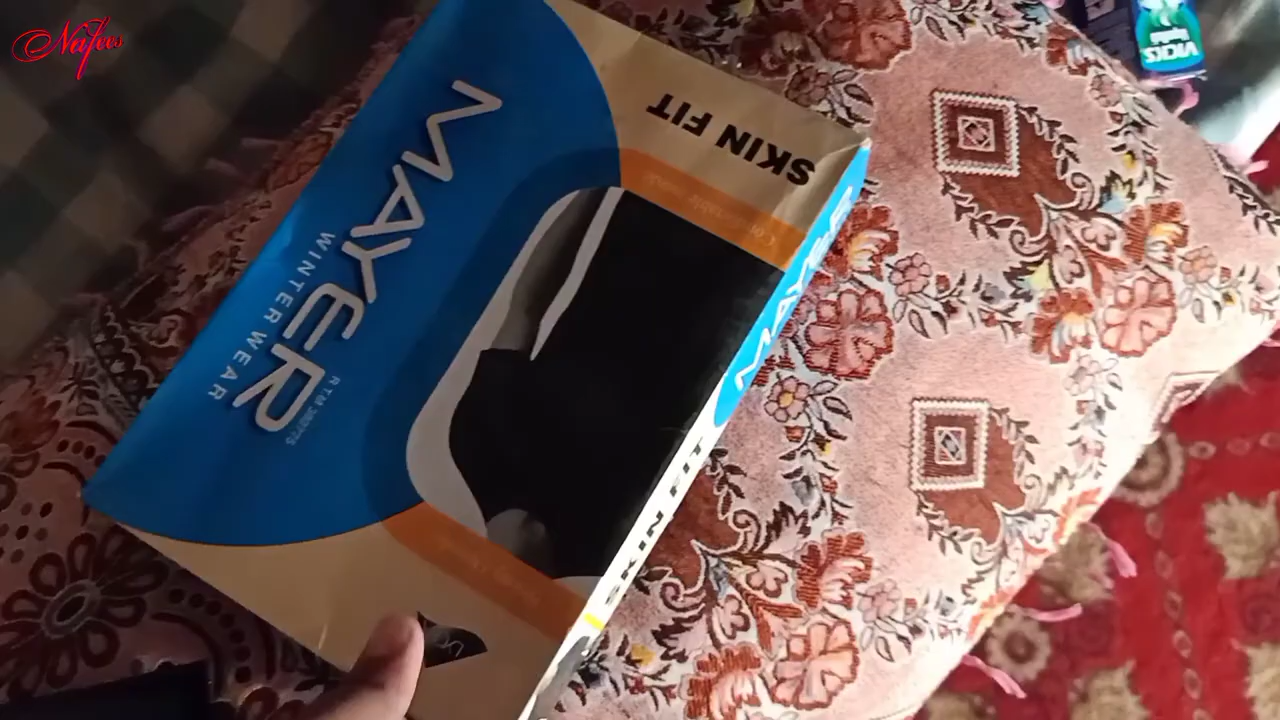 Nafees
MAYER
WINTER WEAR
SKIN FIT
MAYER
SKIN FIT
VICKS